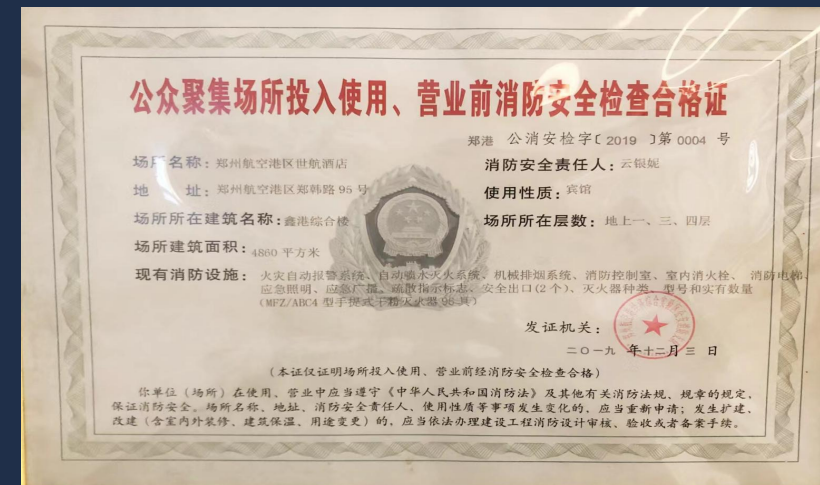 公众聚集场所投入使用、营业前消防安全检查合格证
郑港 公消安检字〔2019〕第0004号
场所名称：郑州航空港区世航酒店 消防安全责任人：云银妮
地 址：郑州航空港区郑韩路95号 使用性质：宾馆
场所所在建筑名称：鑫港综合楼 场所所在层数：地上一、三、四层
场所建筑面积：4860平方米
现有消防设施：火灾自动报警系统、自动喷水灭火系统、机械排烟系统、消防控制室、室内消火栓、消防电梯、
应急照明、应急广播、疏散指示标志、安全出口(2个)、灭火器种类、型号和实有数量
(MFZ/ABC4型手提式干粉灭火器98具)
发证机关：
二〇一九 年十二月三 日
(本证仅证明场所投入使用、营业前经消防安全检查合格)
你单位（场所）在使用、营业中应当遵守《中华人民共和国消防法》及其他有关消防法规、规章的规定，
保证消防安全。场所名称、地址、消防安全责任人、使用性质等事项发生变化的，应当重新申请；发生扩建、
改建（含室内外装修、建筑保温、用途变更）的，应当依法办理建设工程消防设计审核、验收或者备案手续。